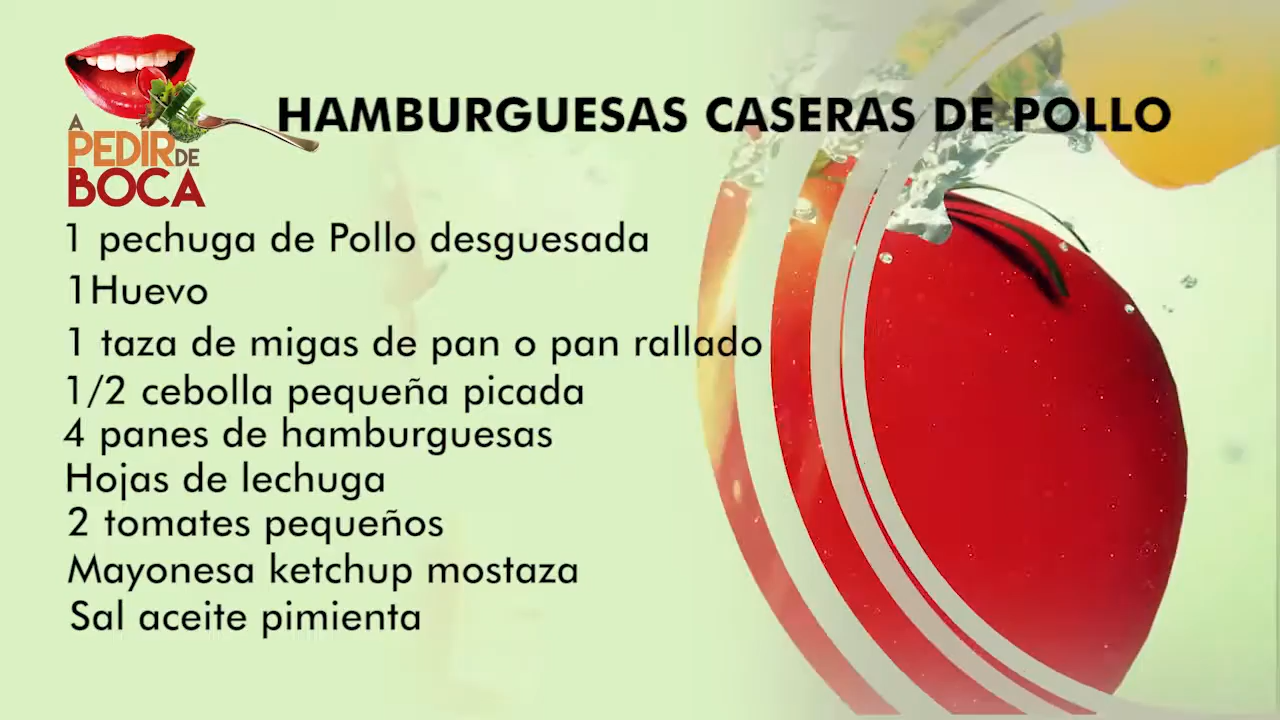 A
PEDIR DE
BOCA
HAMBURGUESAS CASERAS DE POLLO
1 pechuga de Pollo desguesada
1Huevo
1 taza de migas de pan o pan rallado
1/2 cebolla pequeña picada
4 panes de hamburguesas
Hojas de lechuga
2 tomates pequeños
Mayonesa ketchup mostaza
Sal aceite pimienta